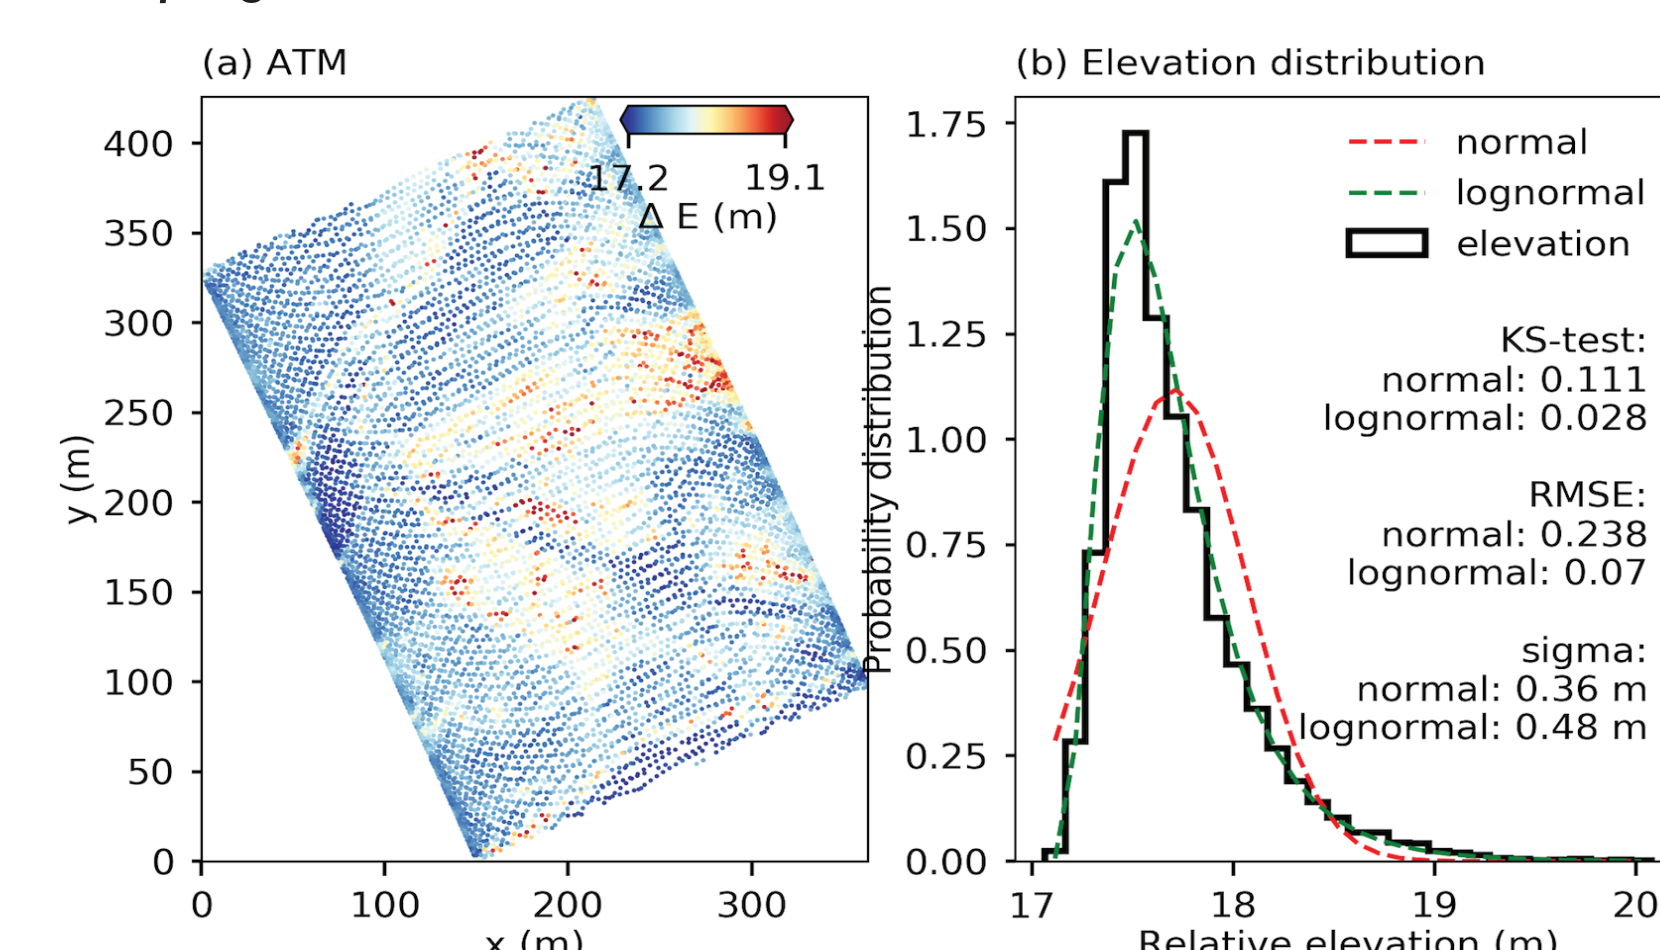 (a) ATM
17.2 19.1
Δ E (m)
400
350
300
250
200
150
100
50
0
y (m)
0 100 200 300
x (m)
(b) Elevation distribution
1.75
1.50
1.25
1.00
0.75
0.50
0.25
0.00
Probability distribution
normal
lognormal
elevation
KS-test:
normal: 0.111
lognormal: 0.028
RMSE:
normal: 0.238
lognormal: 0.07
sigma:
normal: 0.36 m
lognormal: 0.48 m
17 18 19 20
Relative elevation (m)